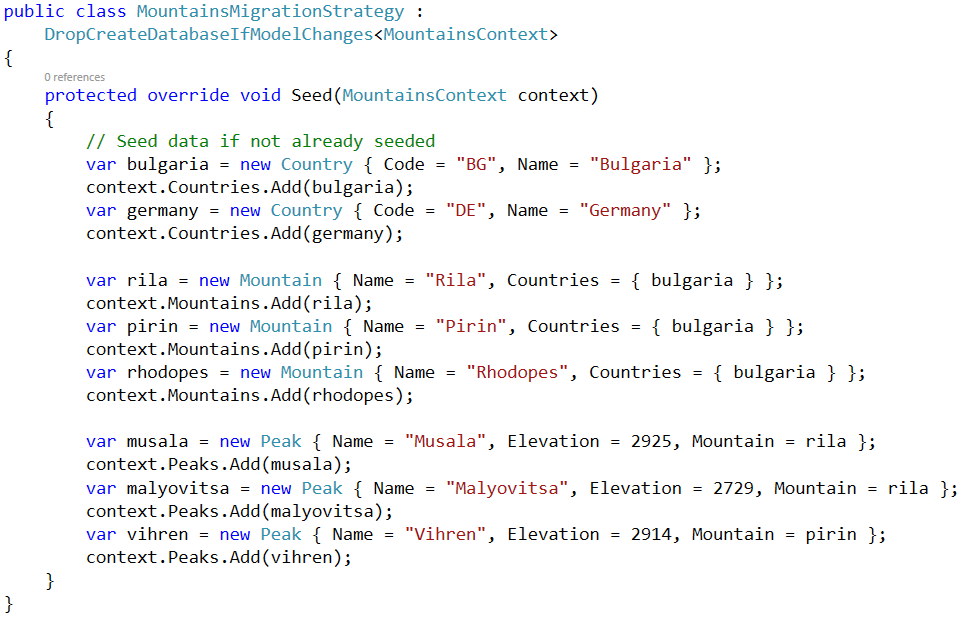 public class MountainsMigrationStrategy :
    DropCreateDatabaseIfModelChanges<MountainsContext>
{
    0 references
    protected override void Seed(MountainsContext context)
    {
        // Seed data if not already seeded
        var bulgaria = new Country { Code = "BG", Name = "Bulgaria" };
        context.Countries.Add(bulgaria);
        var germany = new Country { Code = "DE", Name = "Germany" };
        context.Countries.Add(germany);

        var rila = new Mountain { Name = "Rila", Countries = { bulgaria } };
        context.Mountains.Add(rila);
        var pirin = new Mountain { Name = "Pirin", Countries = { bulgaria } };
        context.Mountains.Add(pirin);
        var rhodopes = new Mountain { Name = "Rhodopes", Countries = { bulgaria } };
        context.Mountains.Add(rhodopes);

        var musala = new Peak { Name = "Musala", Elevation = 2925, Mountain = rila };
        context.Peaks.Add(musala);
        var malyovitsa = new Peak { Name = "Malyovitsa", Elevation = 2729, Mountain = rila };
        context.Peaks.Add(malyovitsa);
        var vihren = new Peak { Name = "Vihren", Elevation = 2914, Mountain = pirin };
        context.Peaks.Add(vihren);
    }
}